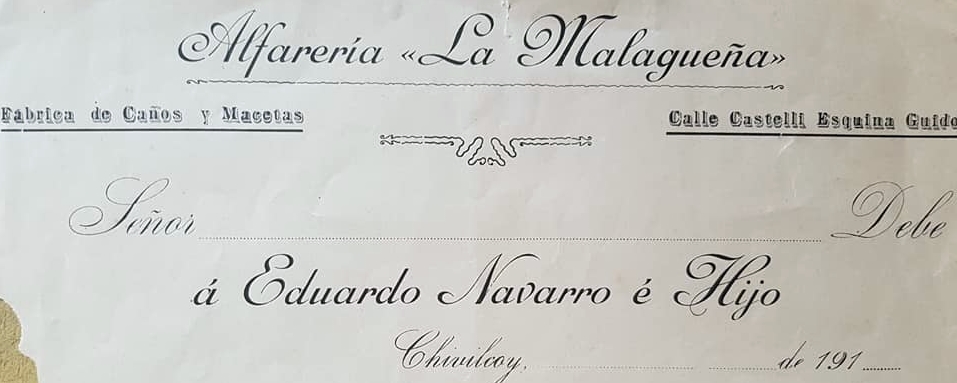 Alfarería «La Malagueña»
Fábrica de Caños y Macetas
Calle Castelli Esquina Guido
Señor Debe
á Eduardo Navarro é Hijo
Chivilcoy, de 191